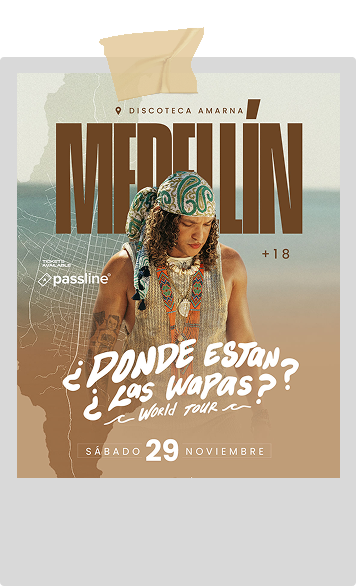 DISCOTECA AMARNA
MEDELLÍN
+18
TICKETS
AVAILABLE
passline®
¿DONDE ESTAN
¿LAS WAPAS??
WORLD TOUR
SÁBADO 29 NOVIEMBRE